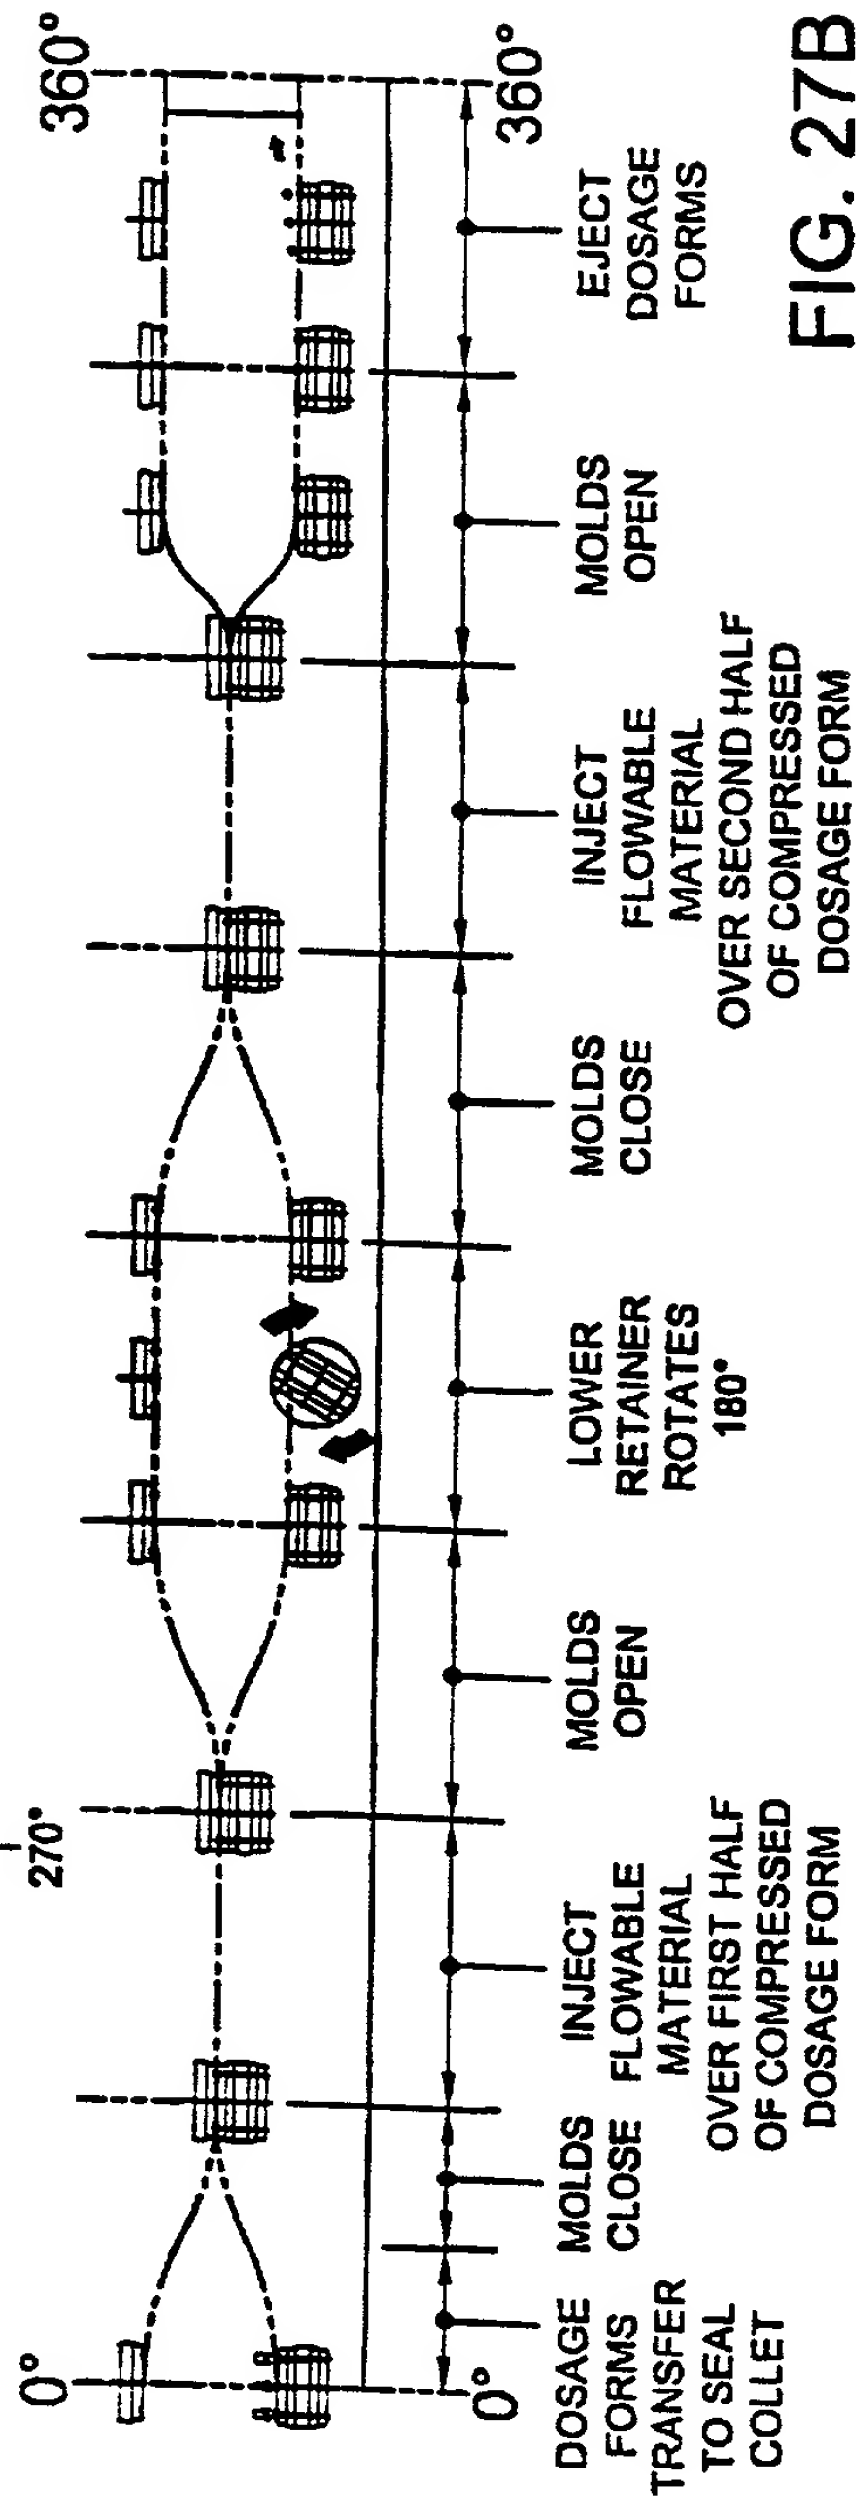 0°
270°
360°
0°
360°
DOSAGE
FORMS
TRANSFER
TO SEAL
COLLET
MOLDS
CLOSE
INJECT
FLOWABLE
MATERIAL
OVER FIRST HALF
OF COMPRESSED
DOSAGE FORM
MOLDS
OPEN
LOWER
RETAINER
ROTATES
180°
MOLDS
CLOSE
INJECT
FLOWABLE
MATERIAL
OVER SECOND HALF
OF COMPRESSED
DOSAGE FORM
MOLDS
OPEN
EJECT
DOSAGE
FORMS
FIG. 27B